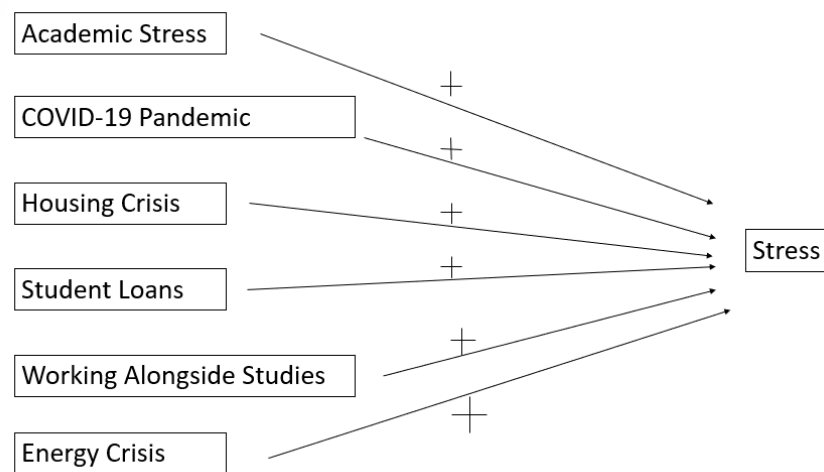 Academic Stress
+
COVID-19 Pandemic
+
Housing Crisis
+
Stress
Student Loans
+
Working Alongside Studies
+
Energy Crisis
+